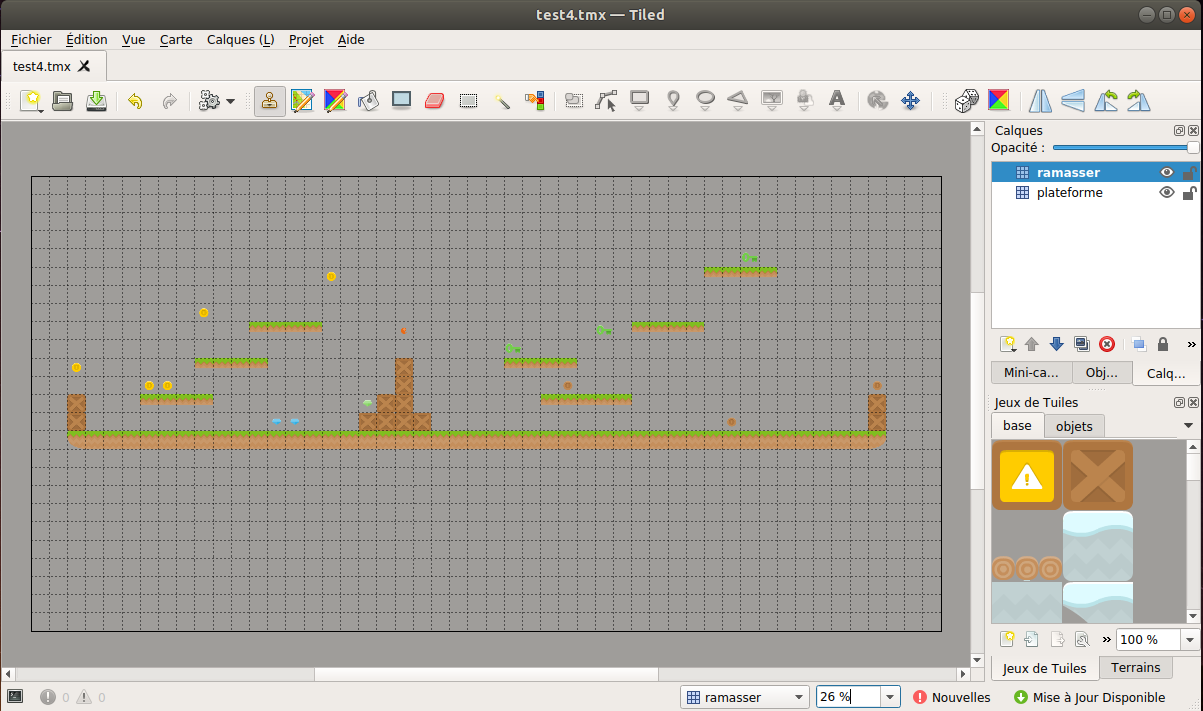 test4.tmx — Tiled
Fichier Édition Vue Carte Calques (L) Projet Aide
test4.tmx
Calques
Opacité :
ramasser
plateforme
Mini-ca... Obj... Calq...
Jeux de Tuiles
base objets
» 100 %
Jeux de Tuiles Terrains
0 0 ramasser 26 % Nouvelles Mise à Jour Disponible